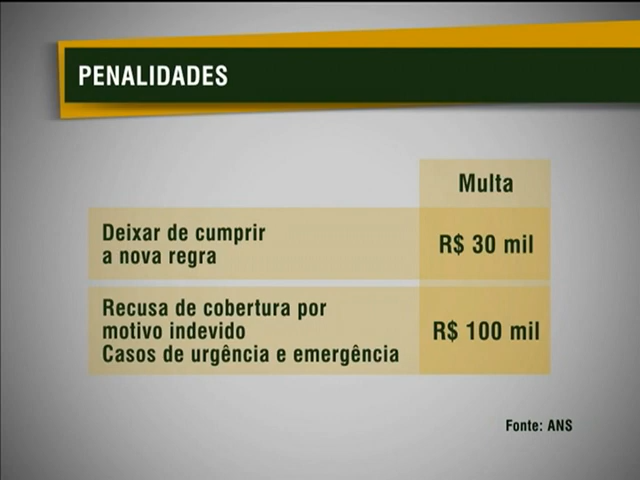 PENALIDADES
Multa
Deixar de cumprir
a nova regra
R$ 30 mil
Recusa de cobertura por
motivo indevido
Casos de urgência e emergência
R$ 100 mil
Fonte: ANS